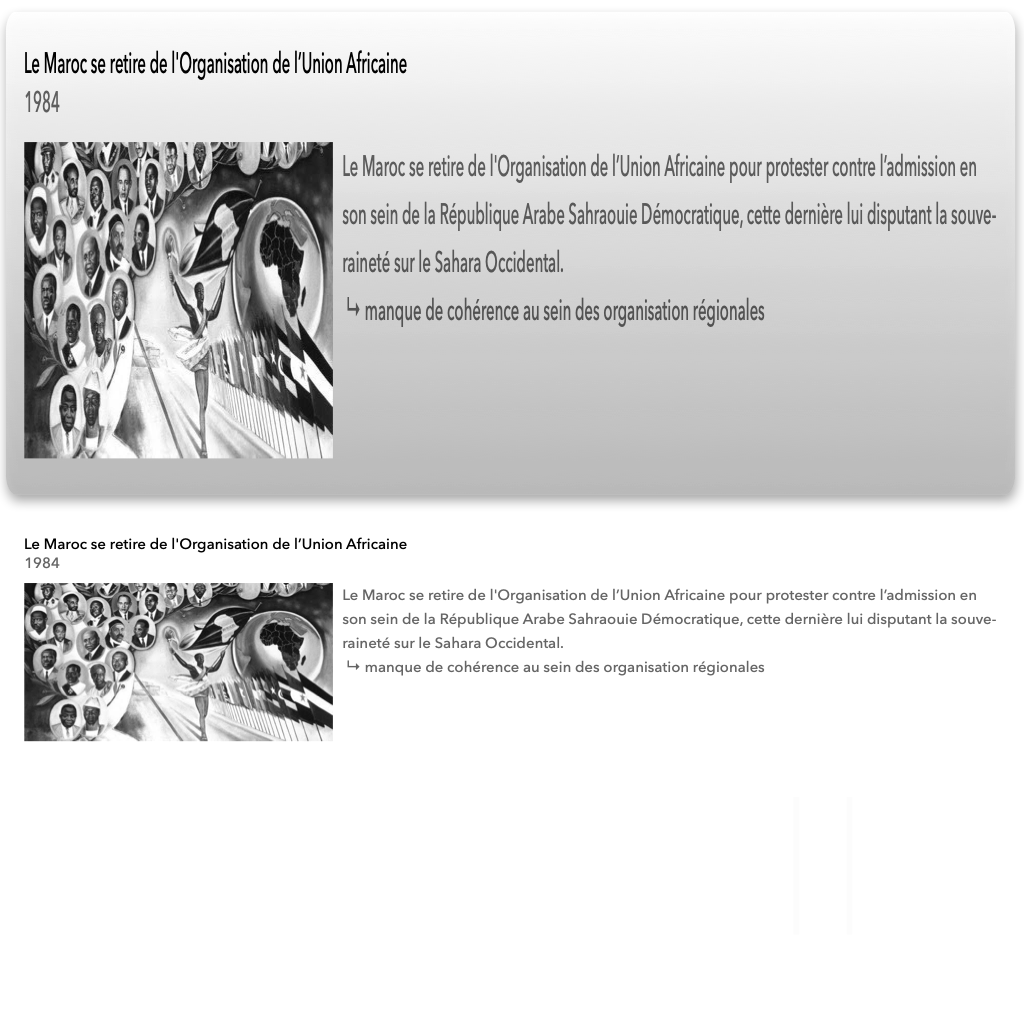 Le Maroc se retire de l'Organisation de l’Union Africaine
1984
Le Maroc se retire de l'Organisation de l’Union Africaine pour protester contre l’admission en
son sein de la République Arabe Sahraouie Démocratique, cette dernière lui disputant la souve-
raineté sur le Sahara Occidental.
↳ manque de cohérence au sein des organisation régionales
Le Maroc se retire de l'Organisation de l’Union Africaine
1984
Le Maroc se retire de l'Organisation de l’Union Africaine pour protester contre l’admission en
son sein de la République Arabe Sahraouie Démocratique, cette dernière lui disputant la souve-
raineté sur le Sahara Occidental.
↳ manque de cohérence au sein des organisation régionales